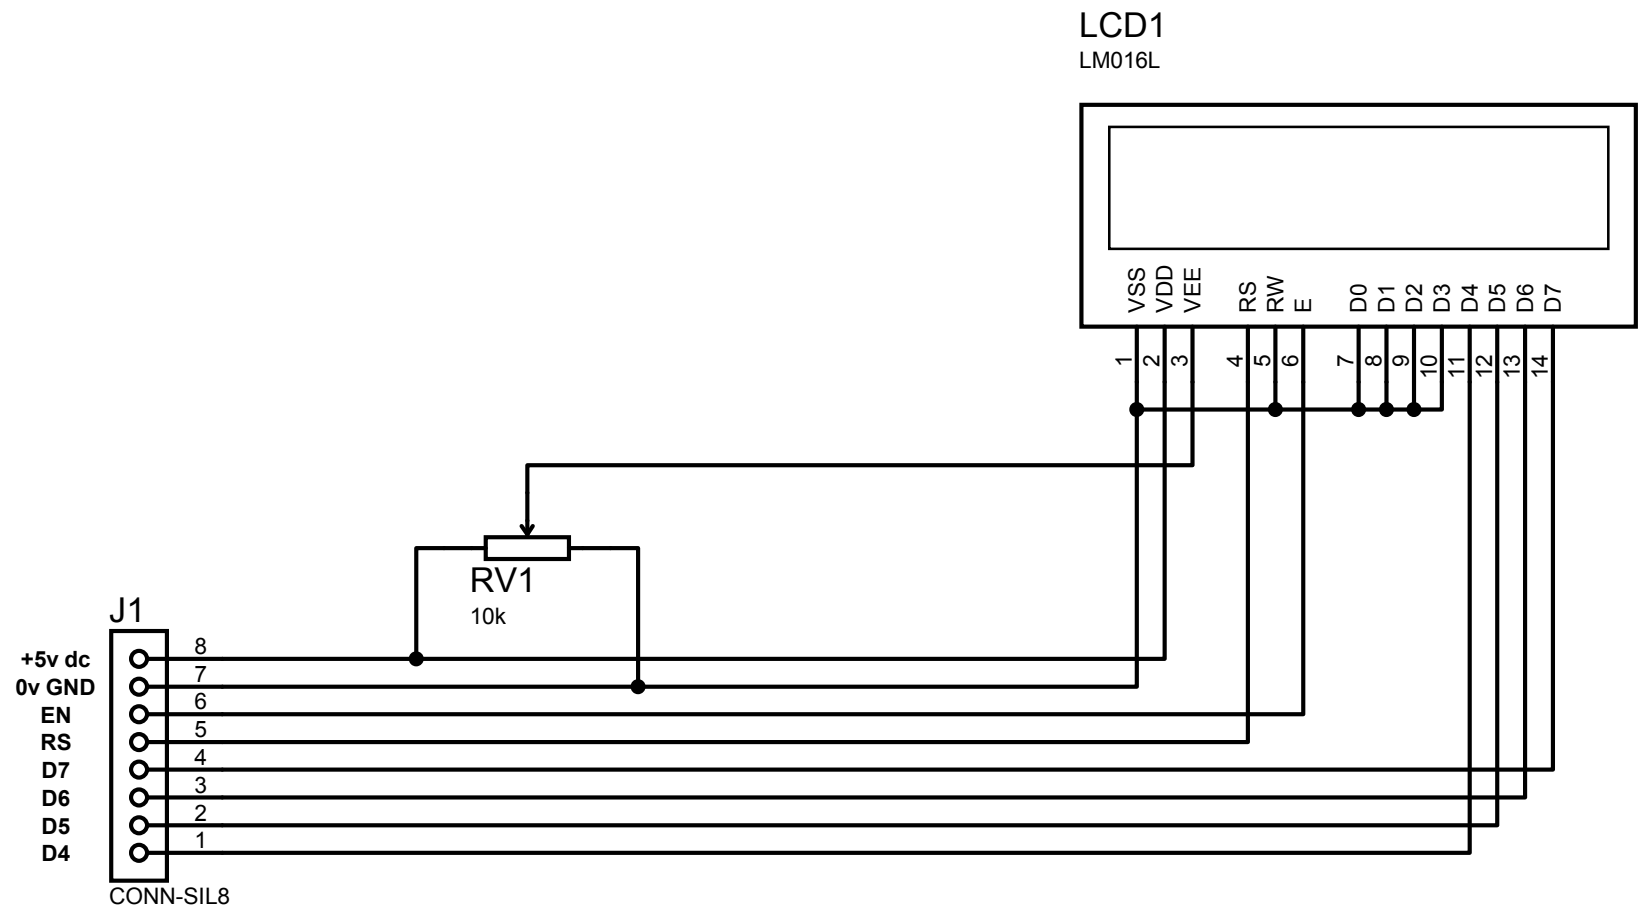 LCD1
LM016L
VSS
VDD
VEE
RS
RW
E
D0
D1
D2
D3
D4
D5
D6
D7
1
2
3
4
5
6
7
8
9
10
11
12
13
14
RV1
10k
J1
+5v dc 8
0v GND 7
EN 6
RS 5
D7 4
D6 3
D5 2
D4 1
CONN-SIL8